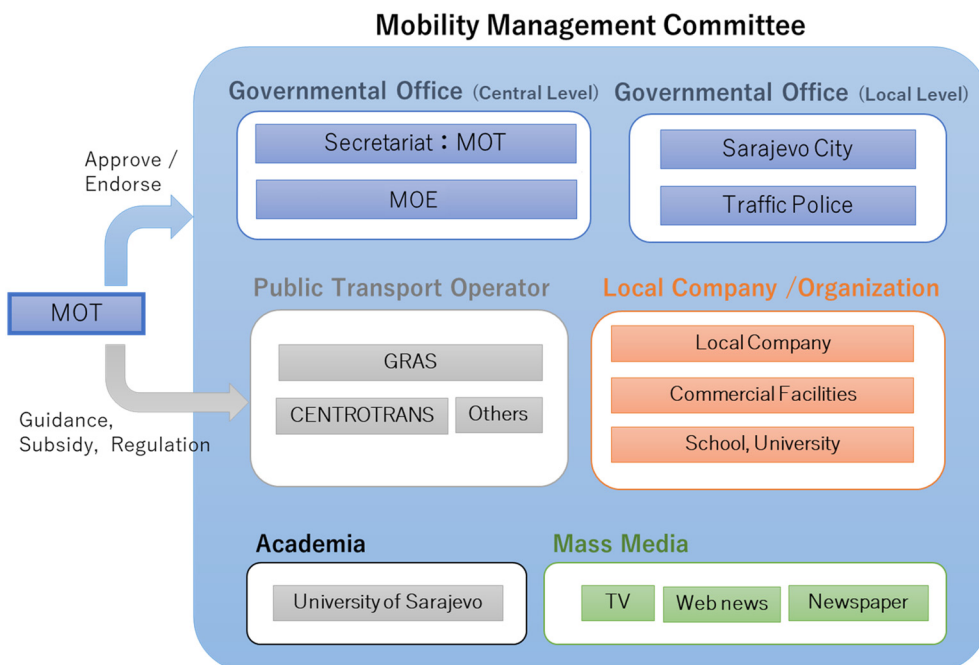 Mobility Management Committee
Governmental Office (Central Level)
Secretariat：MOT
MOE
Governmental Office (Local Level)
Sarajevo City
Traffic Police
Approve /
Endorse
MOT
Guidance,
Subsidy, Regulation
Public Transport Operator
GRAS
CENTROTRANS
Others
Local Company /Organization
Local Company
Commercial Facilities
School, University
Academia
University of Sarajevo
Mass Media
TV
Web news
Newspaper